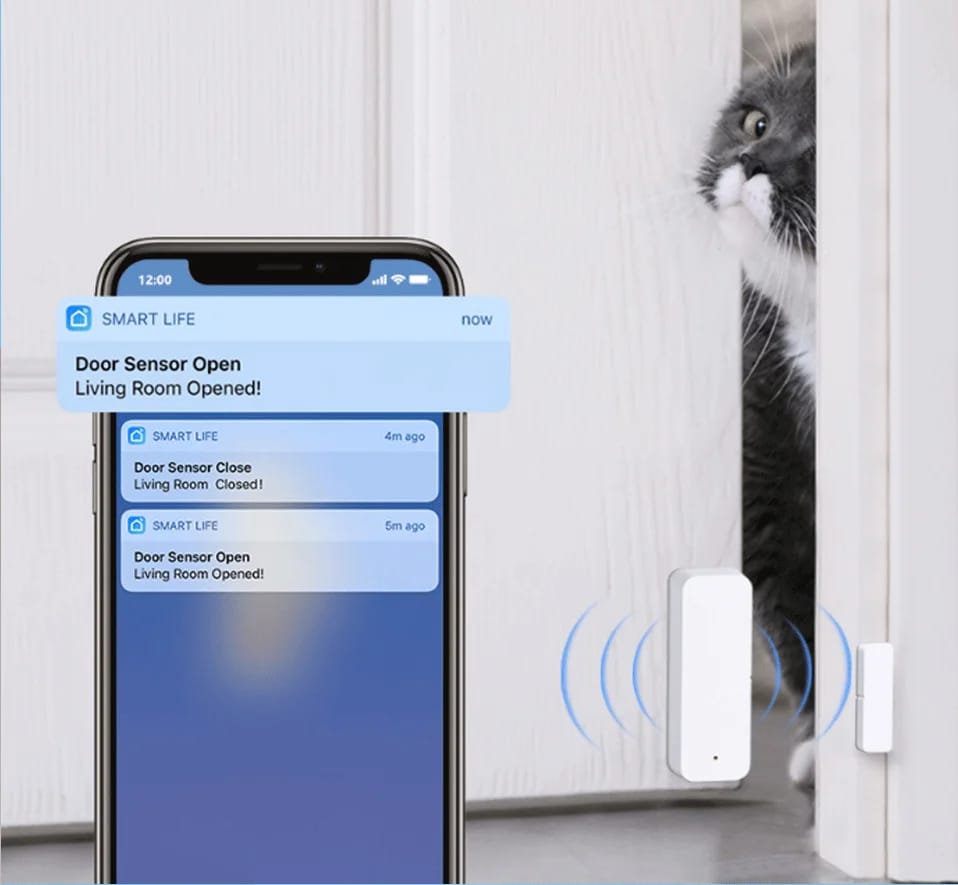 12:00
SMART LIFE now
Door Sensor Open
Living Room Opened!
SMART LIFE 4m ago
Door Sensor Close
Living Room Closed!
SMART LIFE 5m ago
Door Sensor Open
Living Room Opened!